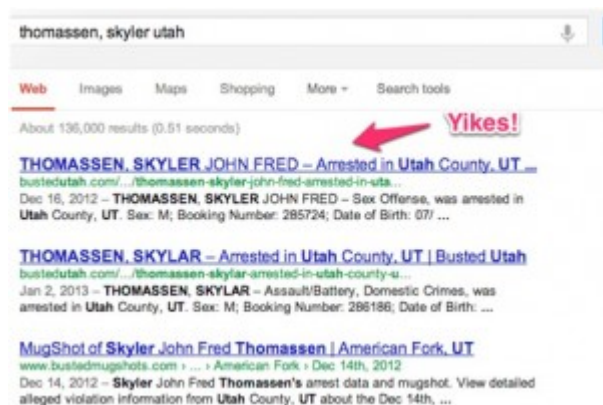 thomassen, skyler utah
Web Images Maps Shopping More Search tools
About 136,000 results (0.51 seconds)
Yikes!
THOMASSEN, SKYLER JOHN FRED – Arrested in Utah County, UT ...
bustedutah.com/.../thomassen-skyler-john-fred-arrested-in-uta...
Dec 16, 2012 – THOMASSEN, SKYLER JOHN FRED – Sex Offense, was arrested in
Utah County, UT. Sex: M; Booking Number: 285724; Date of Birth: 07/ ...
THOMASSEN, SKYLAR – Arrested in Utah County, UT | Busted Utah
bustedutah.com/.../thomassen-skylar-arrested-in-utah-county-u...
Jan 2, 2013 – THOMASSEN, SKYLAR – Assault/Battery, Domestic Crimes, was
arrested in Utah County, UT. Sex: M; Booking Number: 286186; Date of Birth: ...
MugShot of Skyler John Fred Thomassen | American Fork, UT
www.bustedmugshots.com › ... › American Fork › Dec 14th, 2012
Dec 14, 2012 – Skyler John Fred Thomassen's arrest data and mugshot. View detailed
alleged violation information from Utah County, UT about the Dec 14th, ...